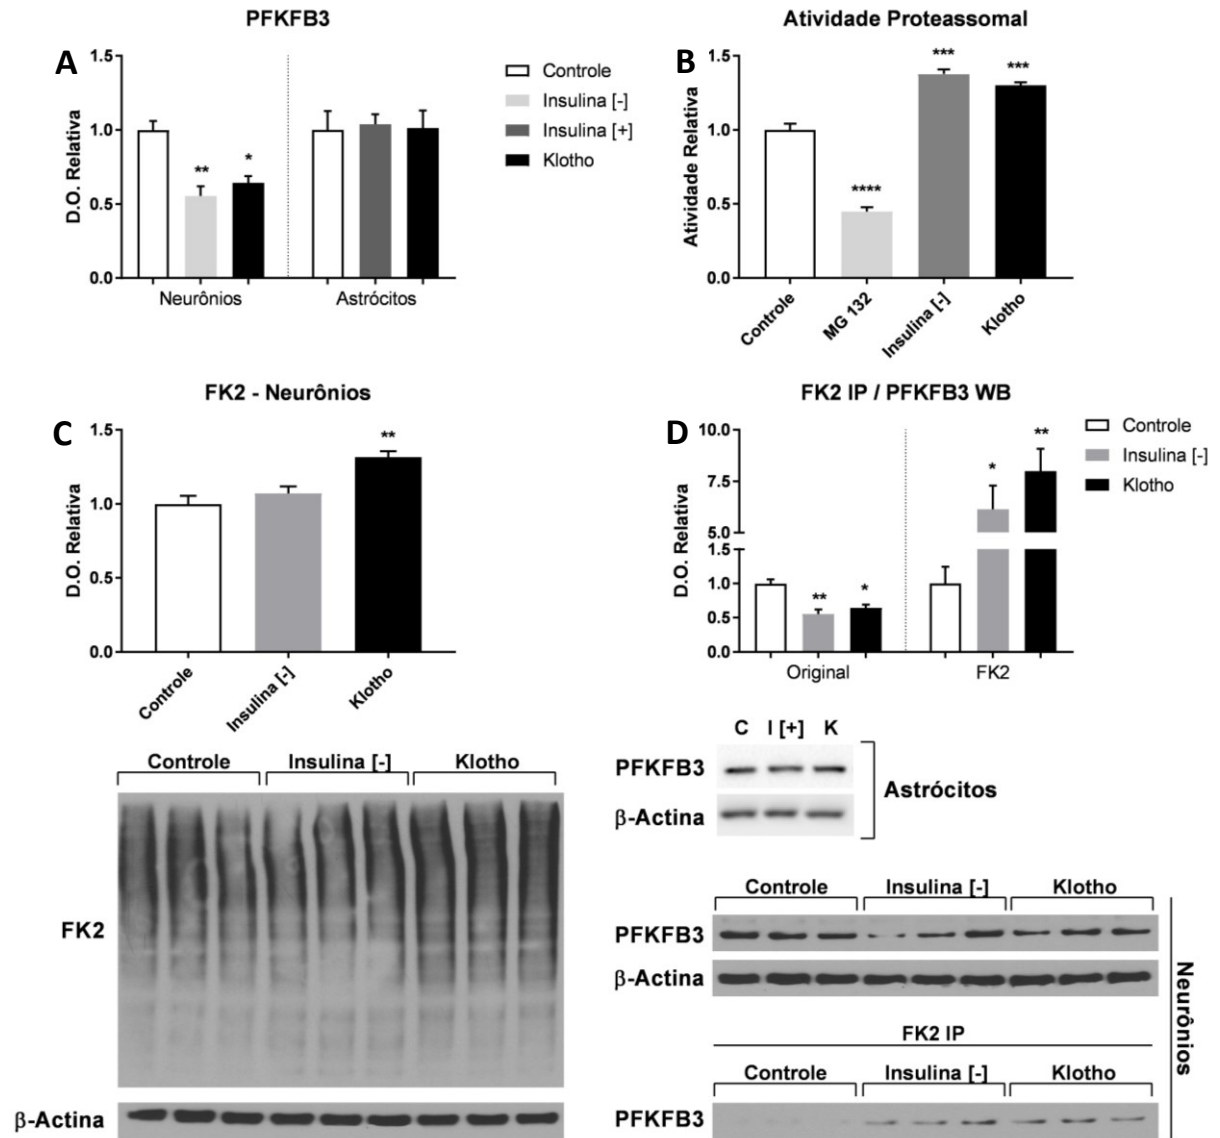 PFKFB3
A
D.O. Relativa
1.5
1.0
0.5
0.0
** *
Neurônios Astrócitos
Controle
Insulina [-]
Insulina [+]
Klotho
Atividade Proteassomal
B
Atividade Relativa
1.5
1.0
0.5
0.0
**** *** ***
Controle MG 132 Insulina [-] Klotho
FK2 - Neurônios
C
D.O. Relativa
1.5
1.0
0.5
0.0
**
Controle Insulina [-] Klotho
FK2 IP / PFKFB3 WB
D
D.O. Relativa
10.0
7.5
5.0
1.5
1.0
0.5
0.0
** * * **
Original FK2
Controle
Insulina [-]
Klotho
Controle Insulina [-] Klotho
FK2
β-Actina
C I [+] K
PFKFB3
β-Actina
Astrócitos
Controle Insulina [-] Klotho
PFKFB3
β-Actina
FK2 IP
Controle Insulina [-] Klotho
PFKFB3
Neurônios